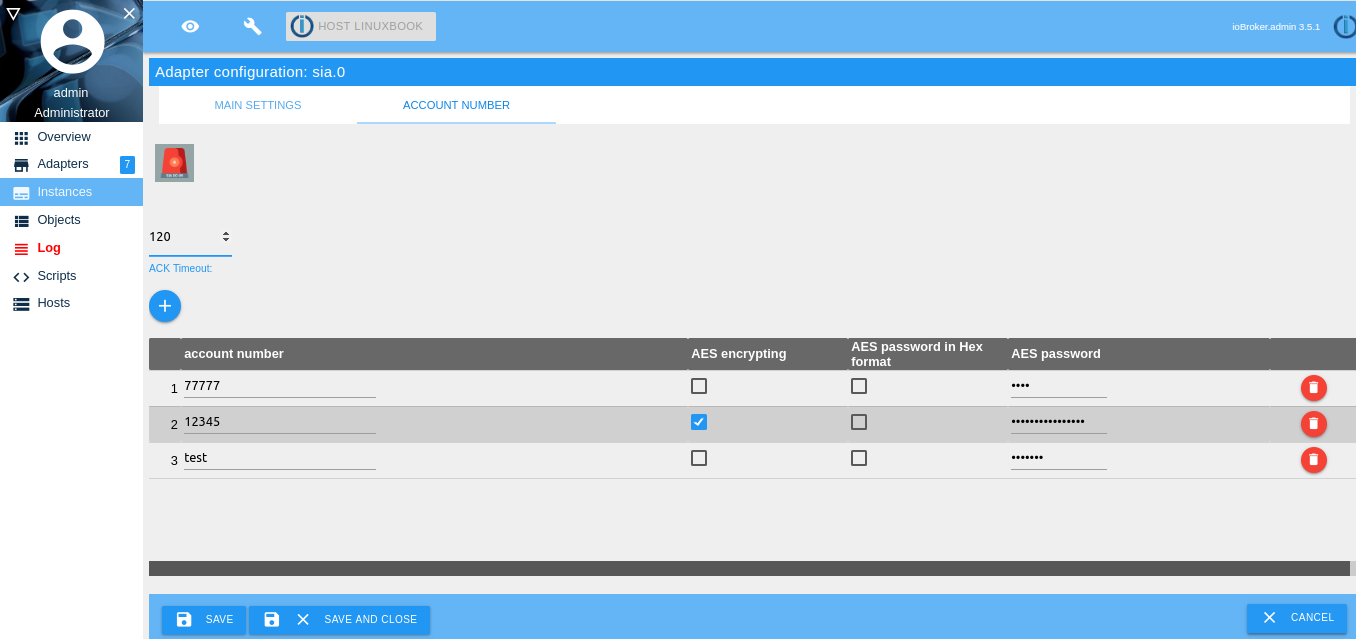 HOST LINUXBOOK
ioBroker.admin 3.5.1
admin
Administrator
Overview
Adapters 7
Instances
Objects
Log
Scripts
Hosts
Adapter configuration: sia.0
MAIN SETTINGS ACCOUNT NUMBER
120
ACK Timeout:
account number AES encrypting AES password in Hex format AES password
1 77777 ••••
2 12345 ••••••••••••••••
3 test •••••••
SAVE SAVE AND CLOSE CANCEL